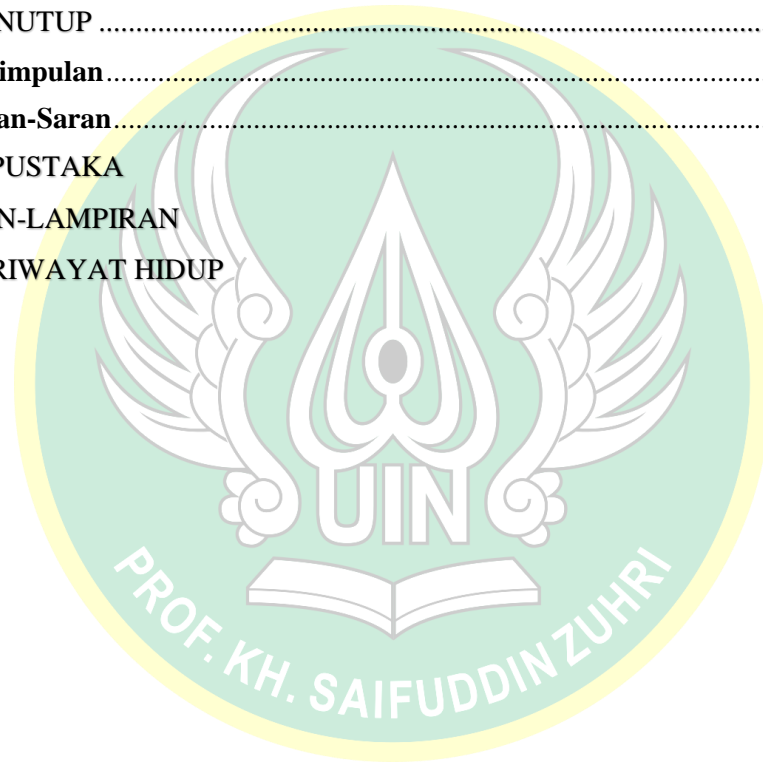 NUTUP ........................................................................................
impulan.......................................................................................
an-Saran......................................................................................
PUSTAKA
N-LAMPIRAN
RIWAYAT HIDUP
UIN
PROF. KH. SAIFUDDIN ZUHRI